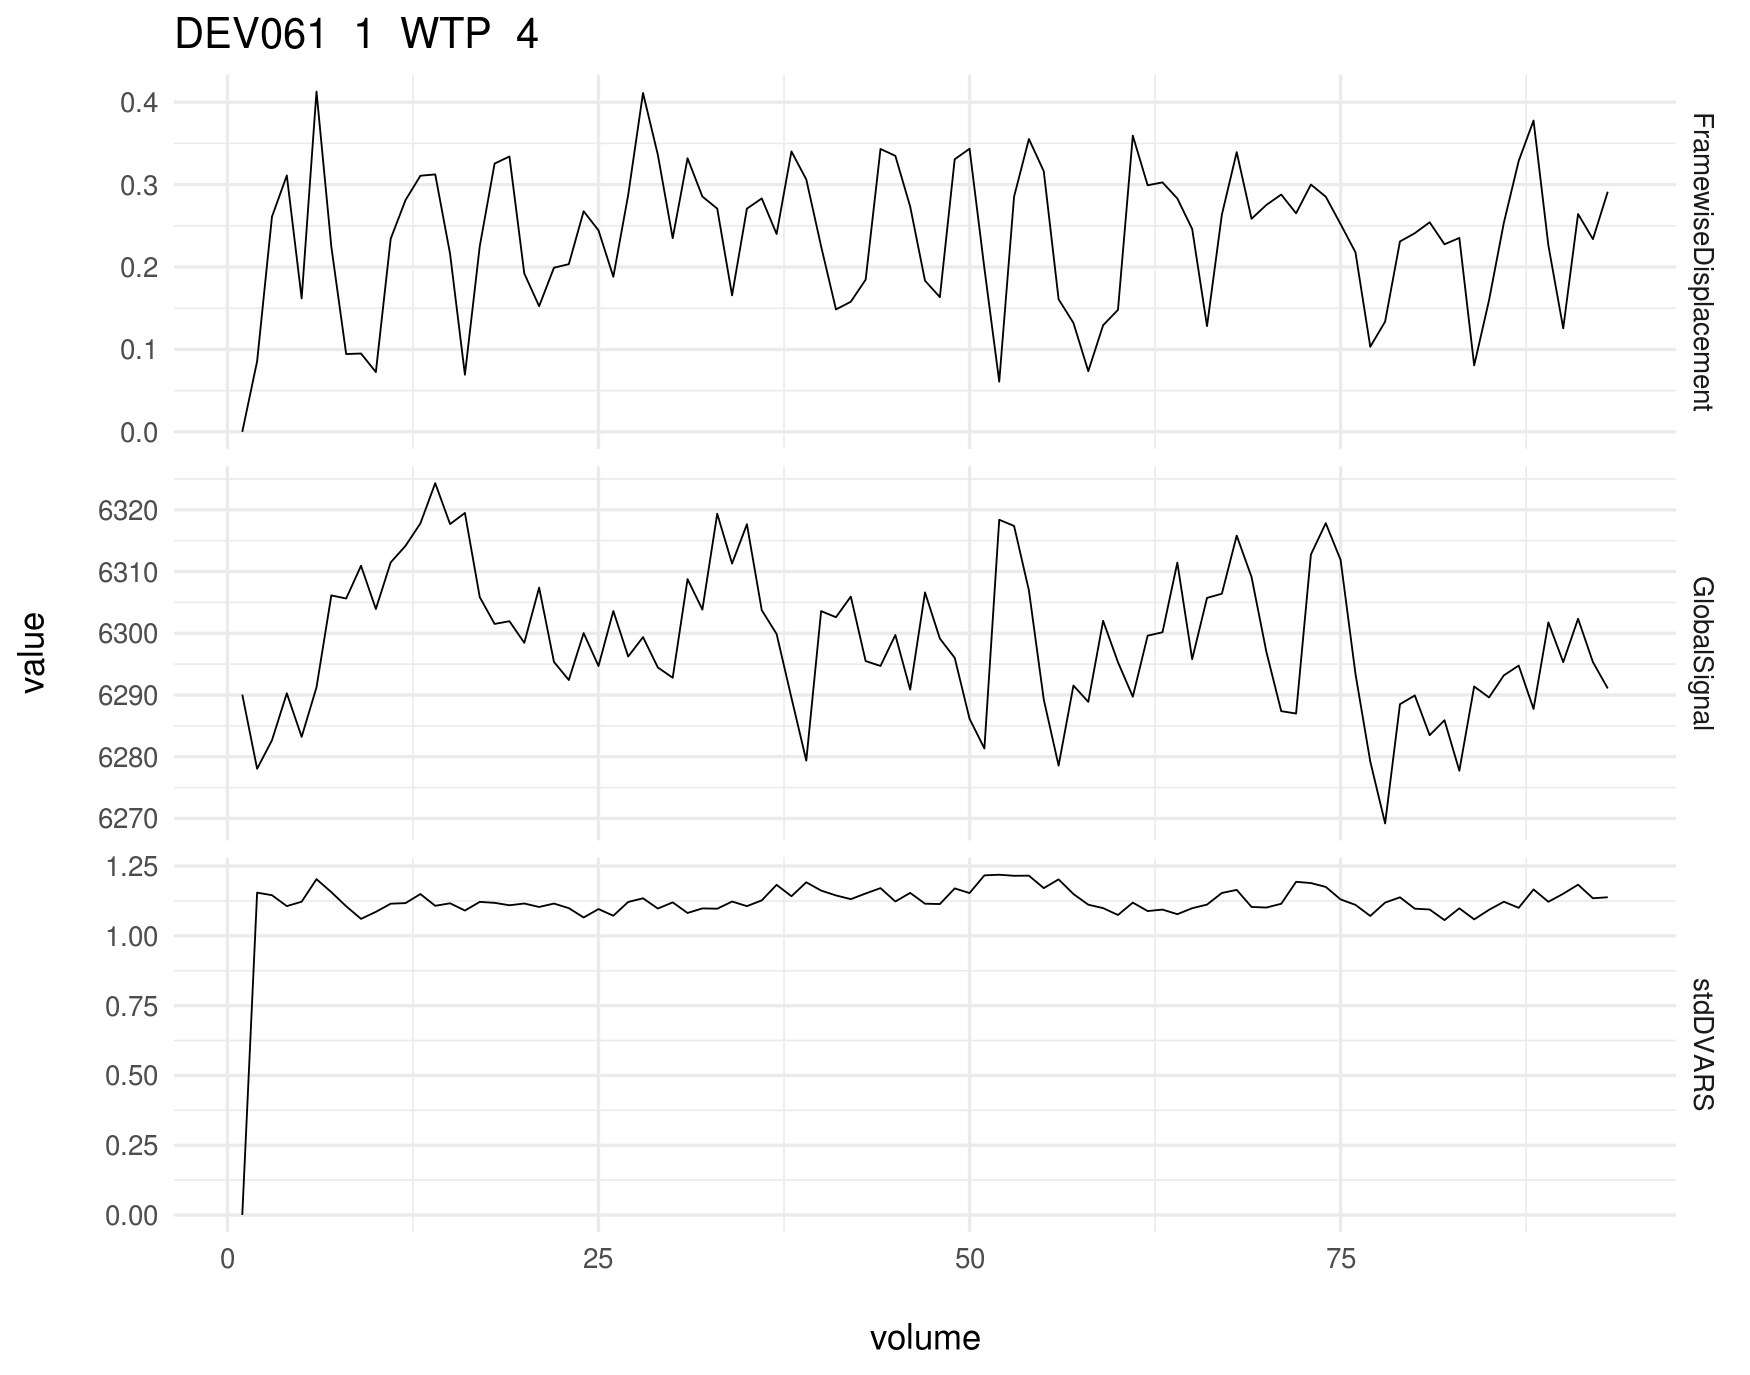 DEV061 1 WTP 4
0.4
0.3
0.2
0.1
0.0
FramewiseDisplacement
6320
6310
6300
6290
6280
6270
GlobalSignal
value
1.25
1.00
0.75
0.50
0.25
0.00
stdDVARS
0 25 50 75
volume